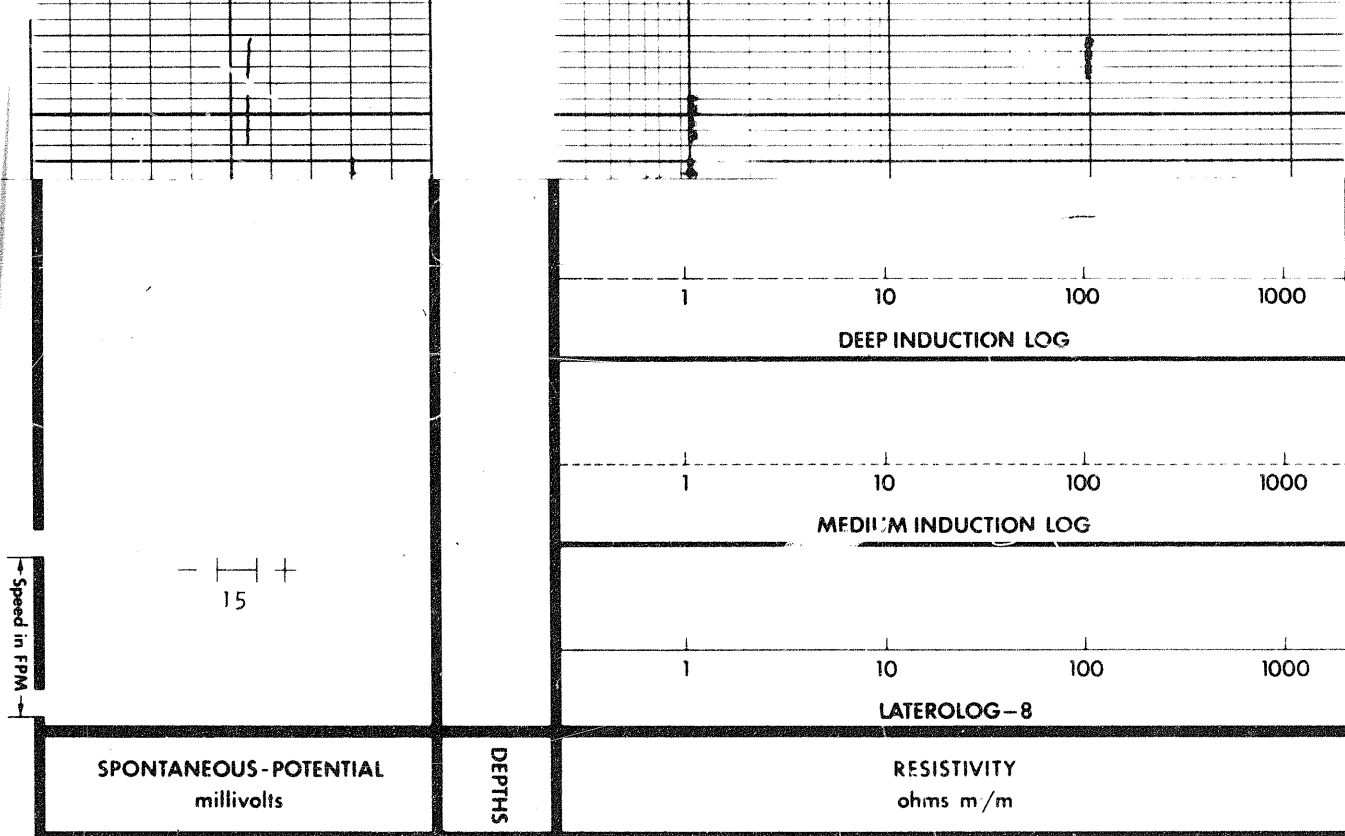 1 10 100 1000
DEEP INDUCTION LOG
1 10 100 1000
MEDIUM INDUCTION LOG
— 15 +
Speed in FPM
1 10 100 1000
LATEROLOG-8
SPONTANEOUS-POTENTIAL
millivolts
DEPTHS
RESISTIVITY
ohms m/m